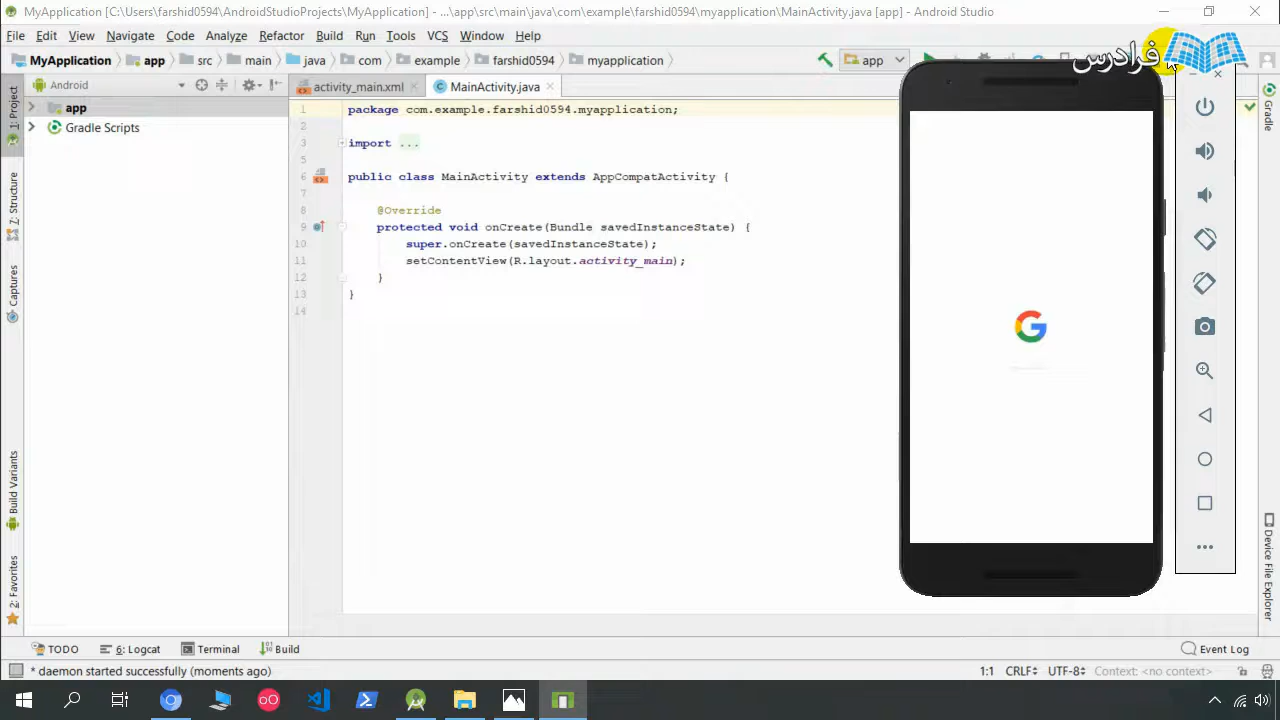 MyApplication [C:\Users\farshid0594\AndroidStudioProjects\MyApplication] - ...\app\src\main\java\com\example\farshid0594\myapplication\MainActivity.java [app] - Android Studio
File Edit View Navigate Code Analyze Refactor Build Run Tools VCS Window Help
فرادرس
MyApplication app src main java com example farshid0594 myapplication app
Android activity_main.xml MainActivity.java
1: Project
Z: Structure
Captures
Build Variants
2: Favorites
app
Gradle Scripts
1 package com.example.farshid0594.myapplication;
2
3 import ...
5
6 public class MainActivity extends AppCompatActivity {
7
8 @Override
9 protected void onCreate(Bundle savedInstanceState) {
10 super.onCreate(savedInstanceState);
11 setContentView(R.layout.activity_main);
12 }
13 }
14
G
Gradle
Device File Explorer
TODO 6: Logcat Terminal Build Event Log
* daemon started successfully (moments ago) 1:1 CRLF UTF-8 Context: <no context>